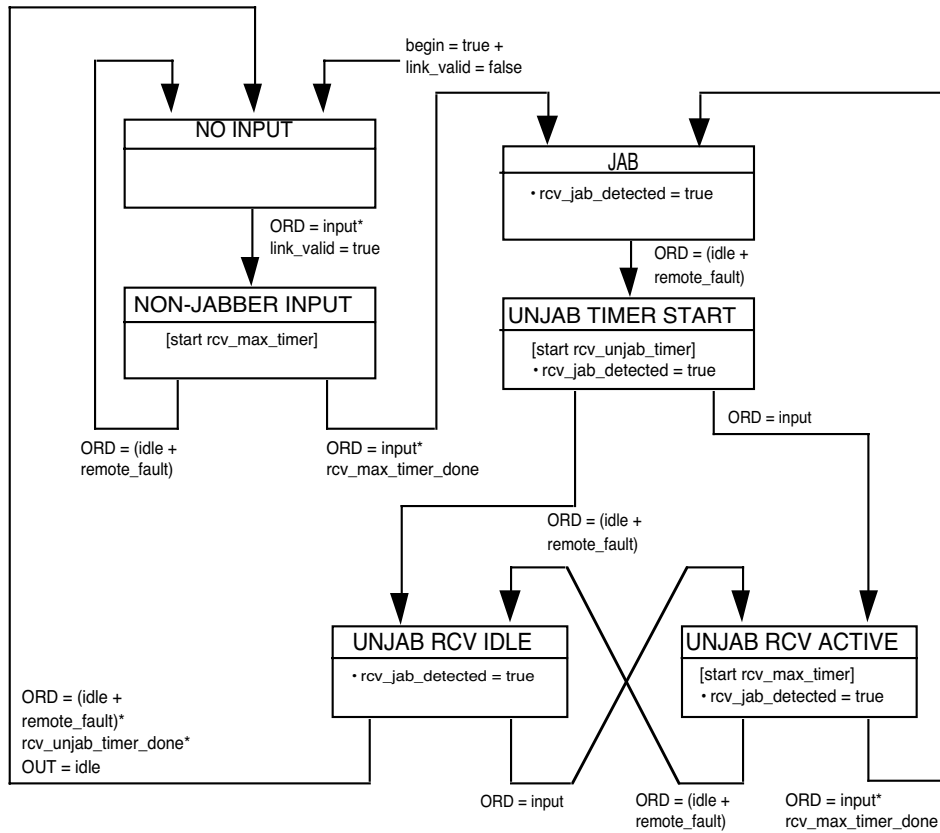 begin = true +
link_valid = false
NO INPUT
JAB
• rcv_jab_detected = true
ORD = input*
link_valid = true
ORD = (idle +
remote_fault)
NON-JABBER INPUT
[start rcv_max_timer]
UNJAB TIMER START
[start rcv_unjab_timer]
• rcv_jab_detected = true
ORD = (idle +
remote_fault)
ORD = input*
rcv_max_timer_done
ORD = input
ORD = (idle +
remote_fault)
UNJAB RCV IDLE
• rcv_jab_detected = true
UNJAB RCV ACTIVE
[start rcv_max_timer]
• rcv_jab_detected = true
ORD = (idle +
remote_fault)*
rcv_unjab_timer_done*
OUT = idle
ORD = input
ORD = (idle +
remote_fault)
ORD = input*
rcv_max_timer_done